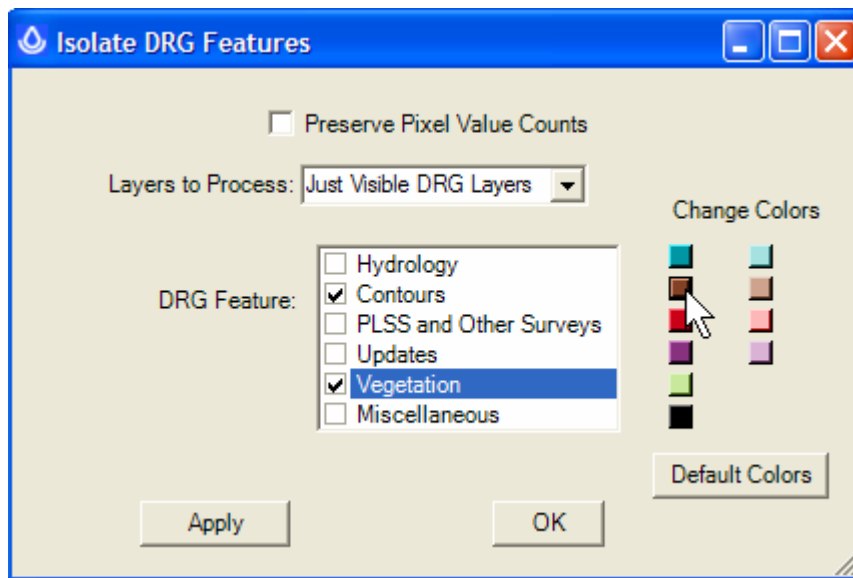 Isolate DRG Features
Preserve Pixel Value Counts
Layers to Process: Just Visible DRG Layers
Change Colors
DRG Feature:
Hydrology
Contours
PLSS and Other Surveys
Updates
Vegetation
Miscellaneous
Default Colors
Apply
OK